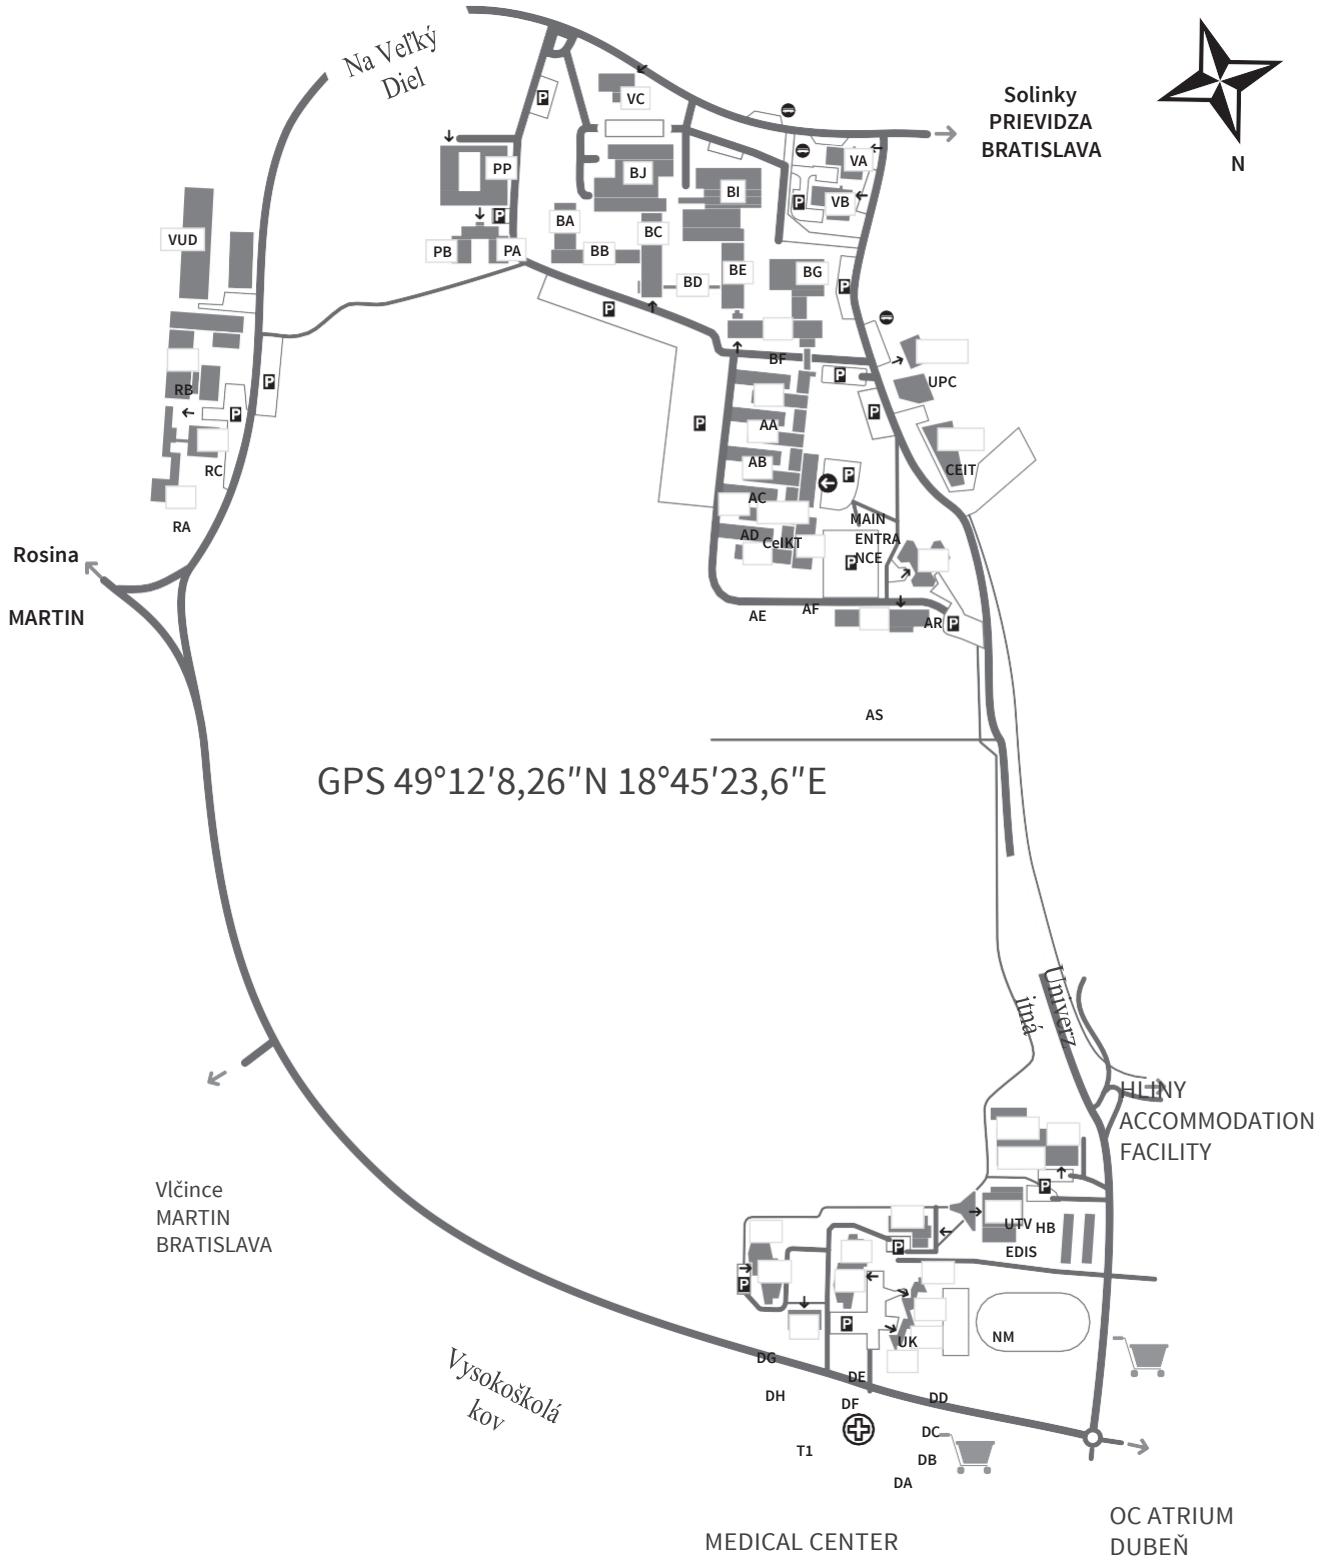 Na Veľký
Diel
Solinky
PRIEVIDZA
BRATISLAVA
N
VC
P
VA
PP
BJ
BI
VB
P
P
BA
BC
VUD
PB
PA
BB
BE
BD
BG
P
P
BF
UPC
P
P
RB
P
P
AA
P
RC
AB
CEIT
P
AC
RA
MAIN
ENTRA
NCE
AD
CeIKT
P
Rosina
MARTIN
AE
AF
AR
P
AS
GPS 49°12'8,26"N 18°45'23,6"E
Univerz
itná
HLINY
ACCOMMODATION
FACILITY
P
Vlčince
MARTIN
BRATISLAVA
UTV
HB
EDIS
P
P
P
UK
NM
DG
DE
DH
DF
DD
Vysokoškolá
kov
DC
T1
DB
DA
MEDICAL CENTER
OC ATRIUM
DUBEŇ